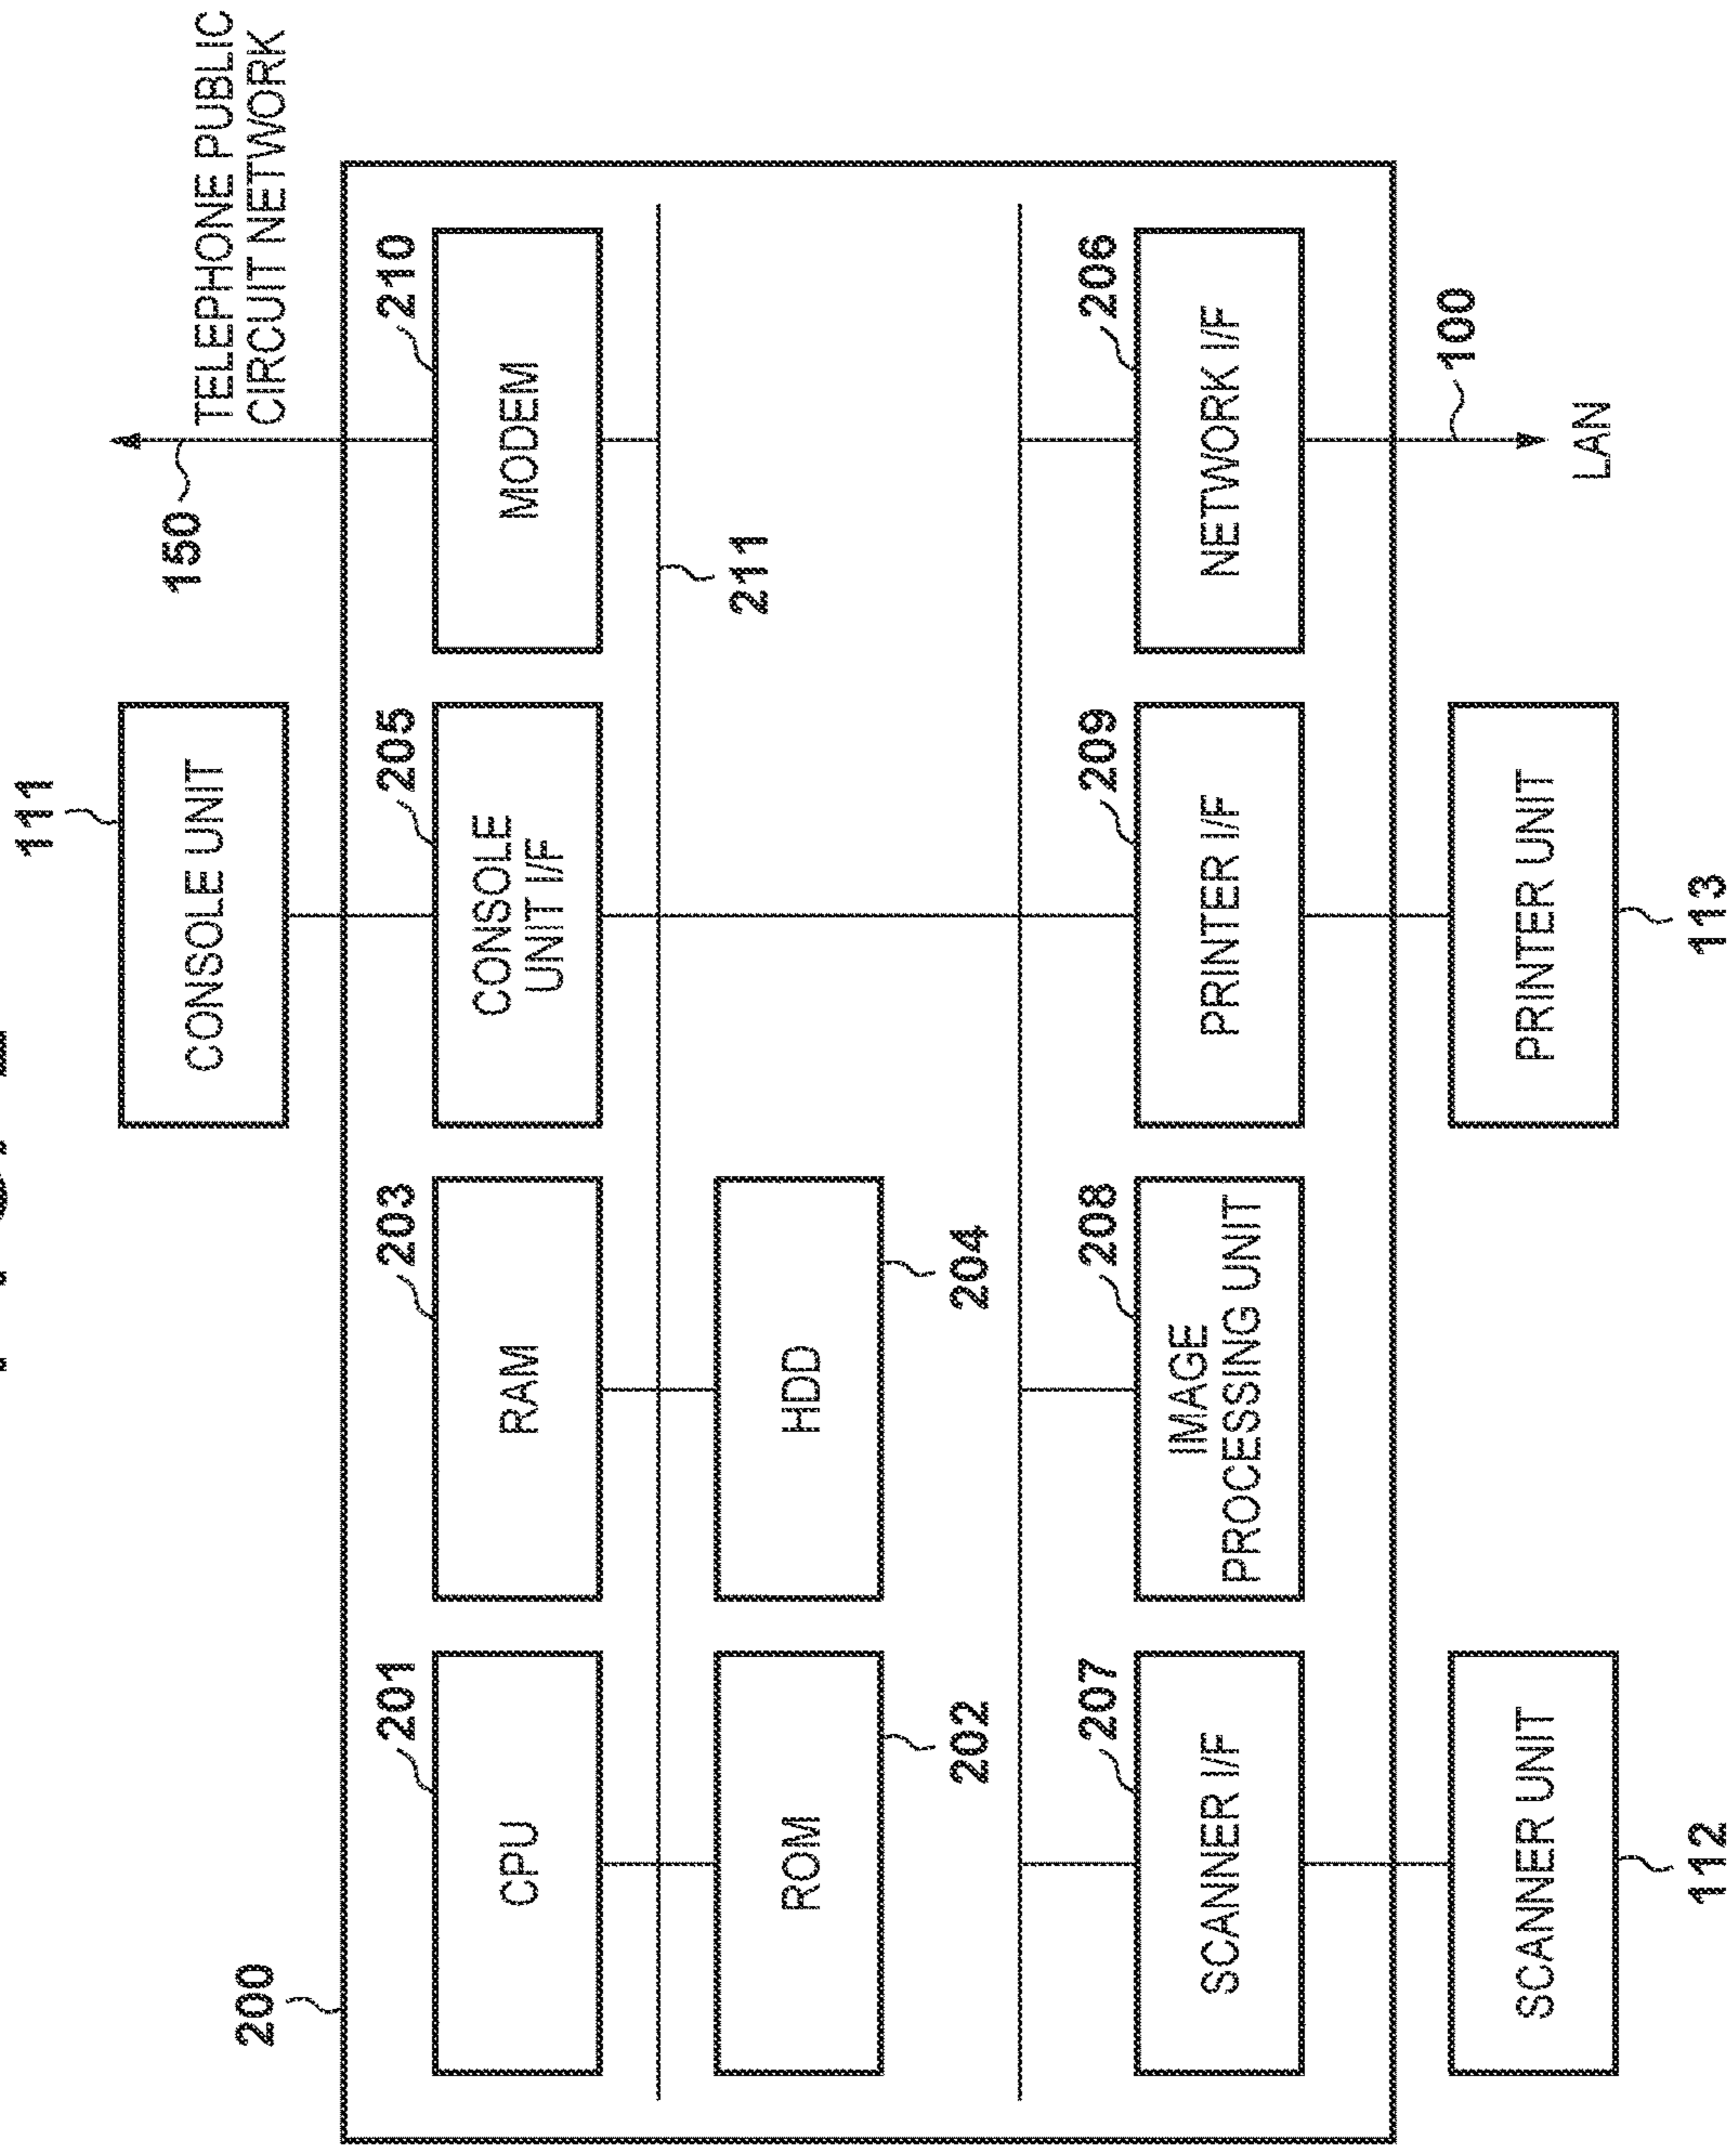 111
CONSOLE UNIT
150
TELEPHONE PUBLIC
CIRCUIT NETWORK
200
201
203
205
210
CPU
RAM
CONSOLE
UNIT I/F
MODEM
211
ROM
HDD
202
204
207
208
209
206
SCANNER I/F
IMAGE
PROCESSING UNIT
PRINTER I/F
NETWORK I/F
100
SCANNER UNIT
PRINTER UNIT
LAN
112
113